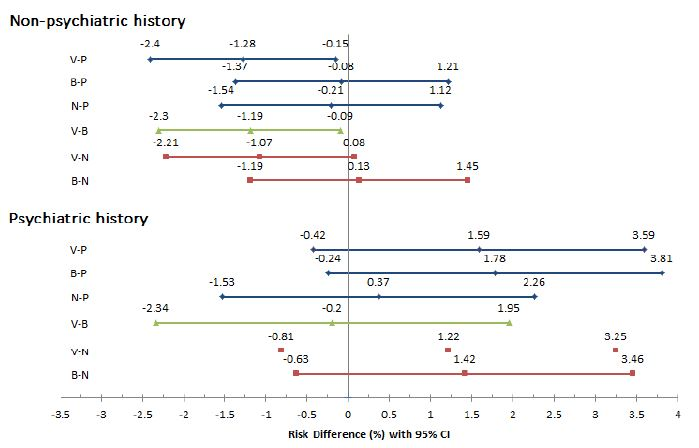 Non-psychiatric history
-2.4 -1.28 -0.15
V-P
-1.37 -0.08 1.21
B-P
-1.54 -0.21 1.12
N-P
-2.3 -1.19 -0.09
V-B
-2.21 -1.07 0.08
V-N
-1.19 0.13 1.45
B-N
Psychiatric history
-0.42 1.59 3.59
V-P
-0.24 1.78 3.81
B-P
-1.53 0.37 2.26
N-P
-2.34 -0.2 1.95
V-B
-0.81 1.22 3.25
V-N
-0.63 1.42 3.46
B-N
-3.5 -3 -2.5 -2 -1.5 -1 -0.5 0 0.5 1 1.5 2 2.5 3 3.5 4
Risk Difference (%) with 95% CI